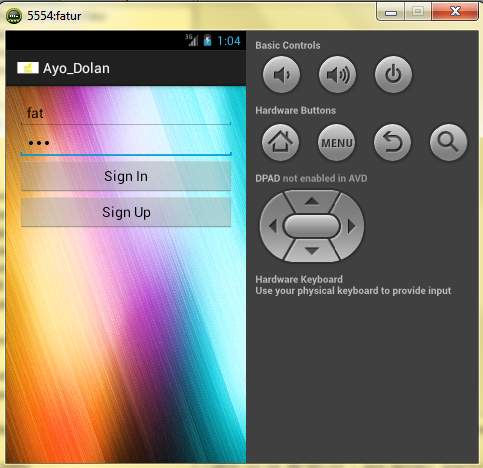 5554:fatur
3G 1:04
Ayo_Dolan
fat
•••
Sign In
Sign Up
Basic Controls
Hardware Buttons
MENU
DPAD not enabled in AVD
Hardware Keyboard
Use your physical keyboard to provide input